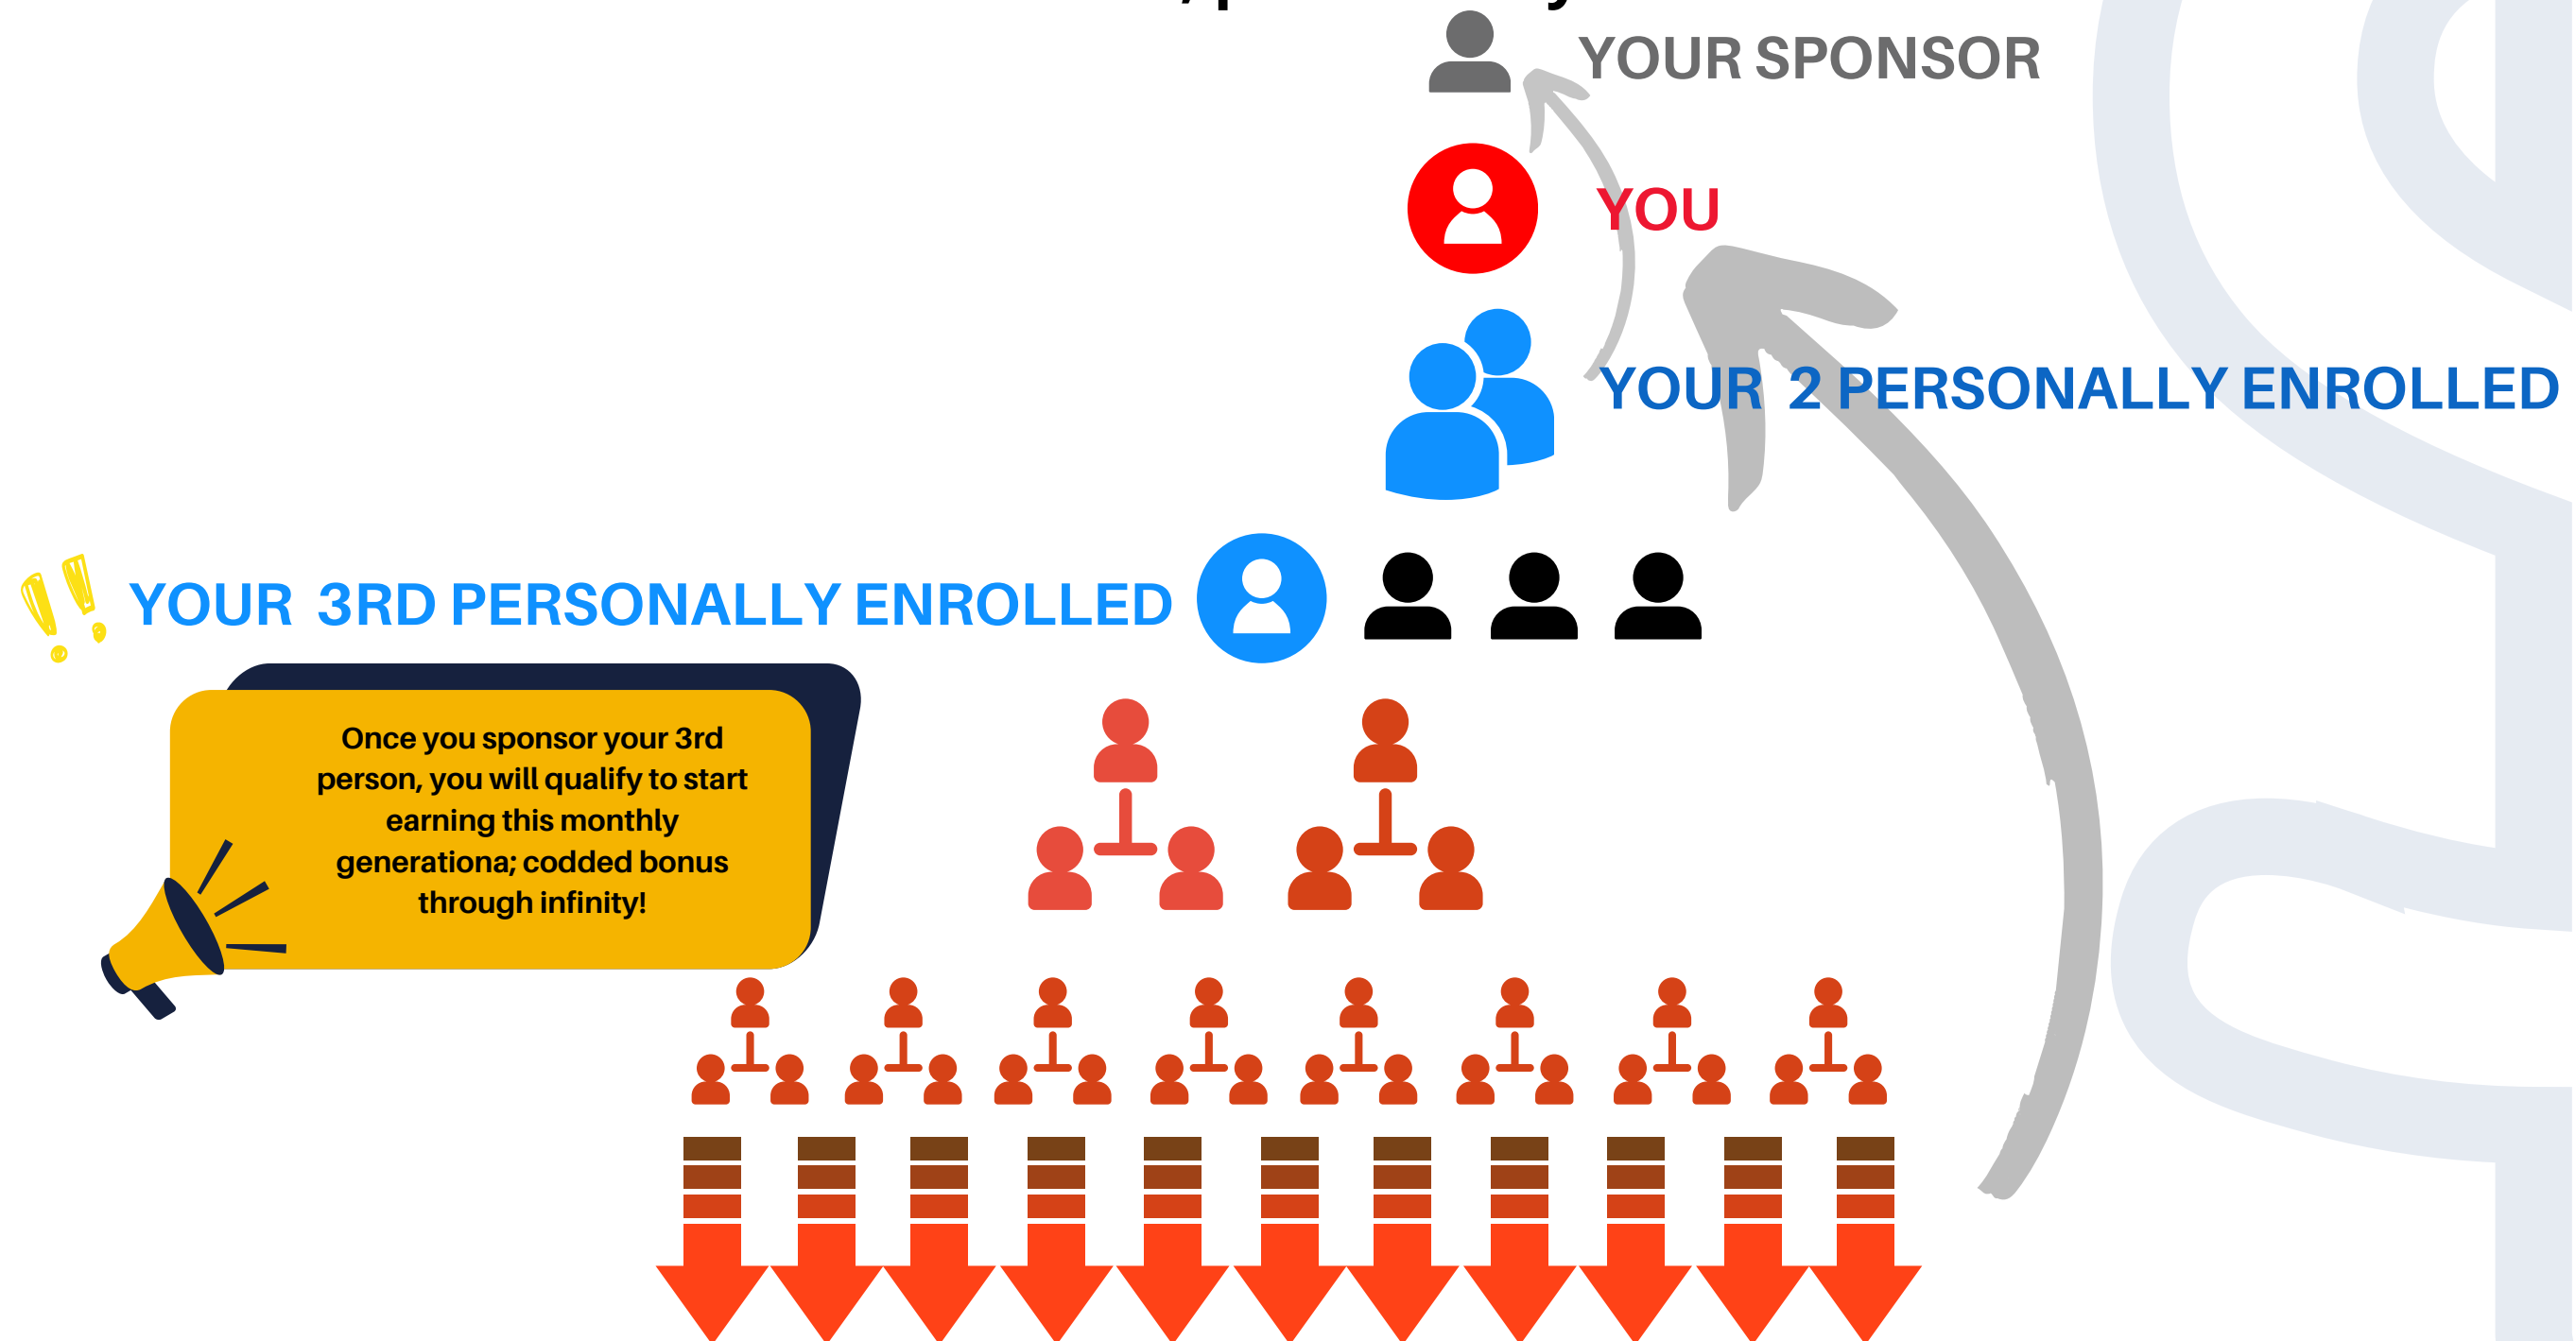 YOUR SPONSOR
YOU
YOUR 2 PERSONALLY ENROLLED
YOUR 3RD PERSONALLY ENROLLED
Once you sponsor your 3rd
person, you will qualify to start
earning this monthly
generationa; codded bonus
through infinity!